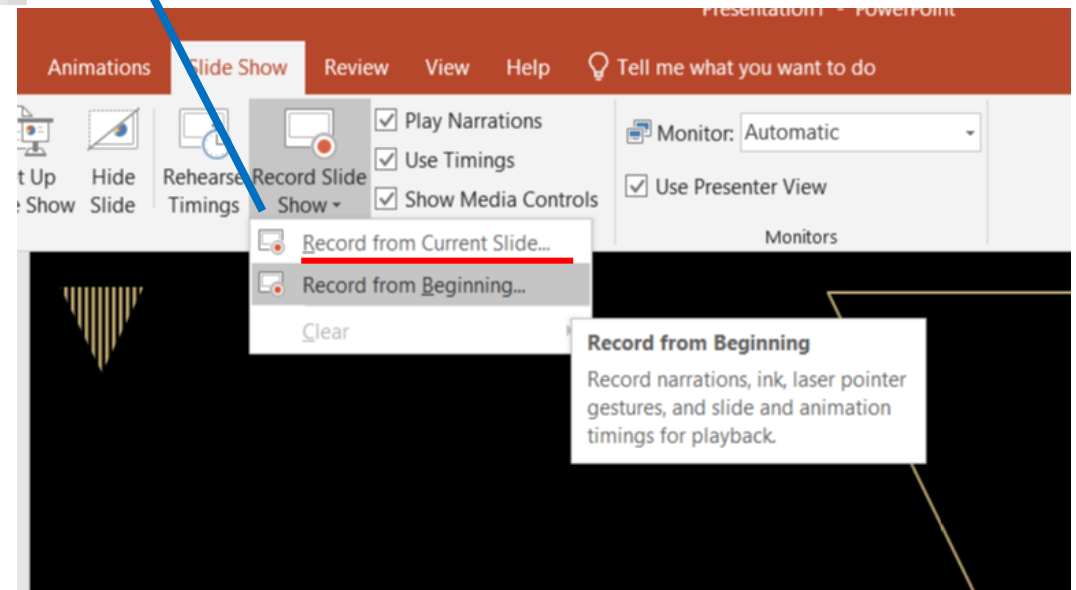 Presentation1 - PowerPoint
Animations Slide Show Review View Help Tell me what you want to do
t Up Show
Hide Slide
Rehearse Timings
Record Slide Show
Play Narrations
Use Timings
Show Media Controls
Monitor: Automatic
Use Presenter View
Monitors
Record from Current Slide...
Record from Beginning...
Clear
Record from Beginning
Record narrations, ink, laser pointer
gestures, and slide and animation
timings for playback.